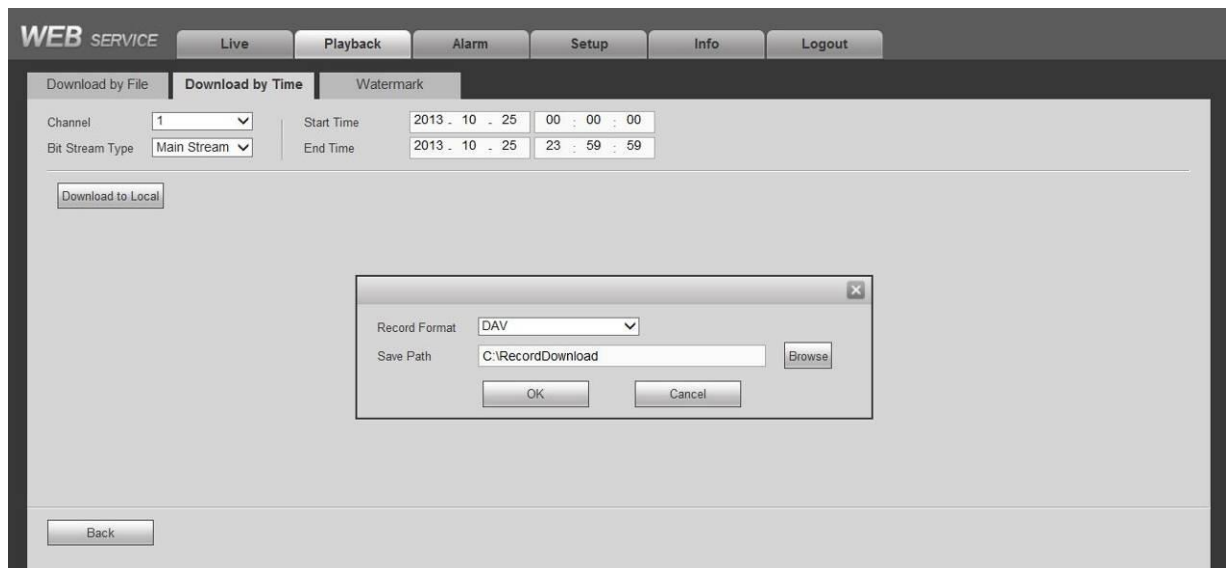 WEB SERVICE Live Playback Alarm Setup Info Logout
Download by File Download by Time Watermark
Channel 1 Start Time 2013 . 10 . 25 00 : 00 : 00
Bit Stream Type Main Stream End Time 2013 . 10 . 25 23 : 59 : 59
Download to Local
Record Format DAV
Save Path C:\RecordDownload Browse
OK Cancel
Back